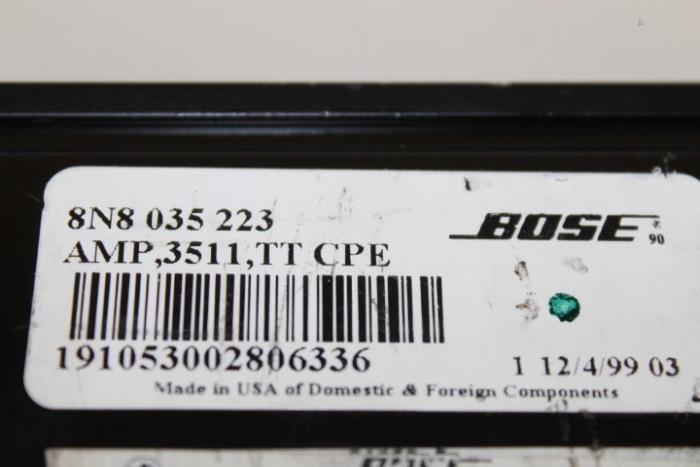 8N8 035 223
BOSE ® 90
AMP,3511,TT CPE
191053002806336
1 12/4/99 03
Made in USA of Domestic & Foreign Components